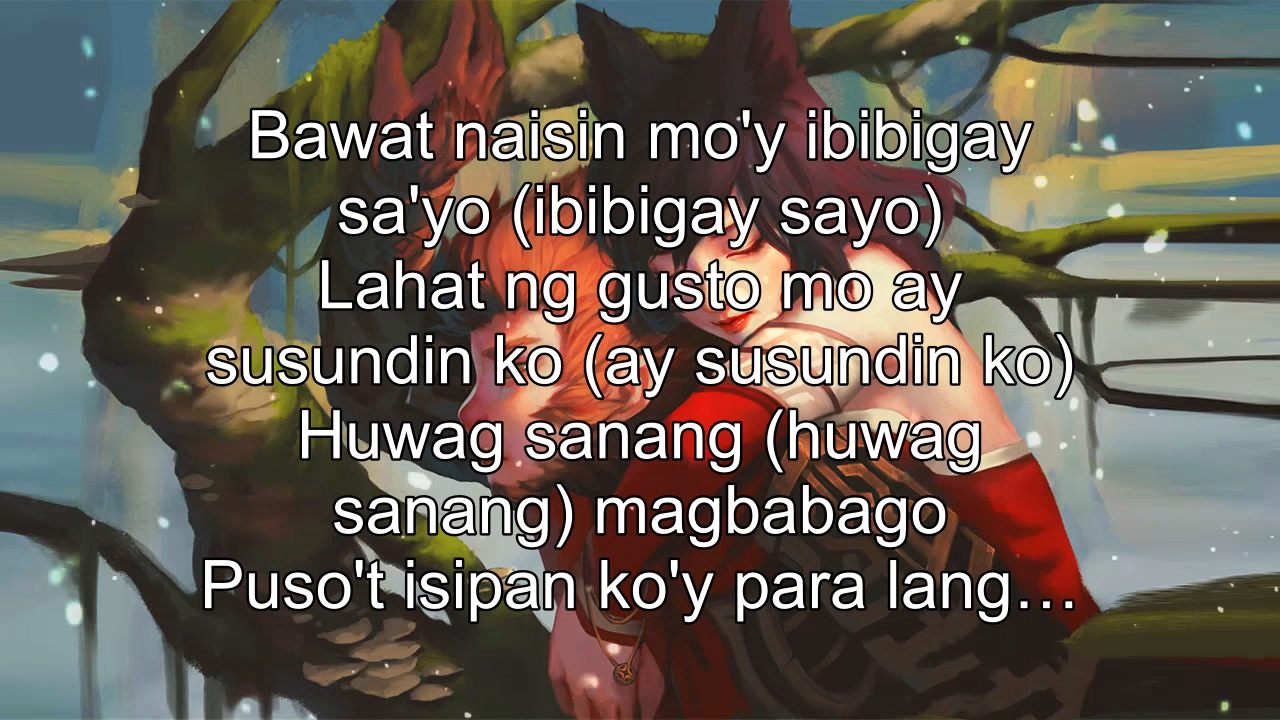 Bawat naisin mo'y ibibigay
sa'yo (ibibigay sayo)
Lahat ng gusto mo ay
susundin ko (ay susundin ko)
Huwag sanang (huwag
sanang) magbabago
Puso't isipan ko'y para lang…